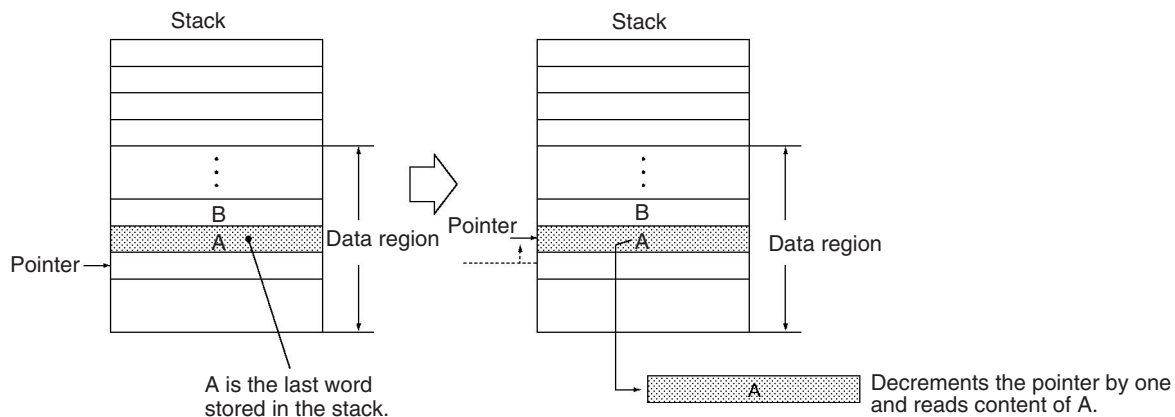 Stack
B
A
Data region
Pointer
A is the last word
stored in the stack.
Stack
B
Pointer
A
Data region
A
Decrements the pointer by one
and reads content of A.